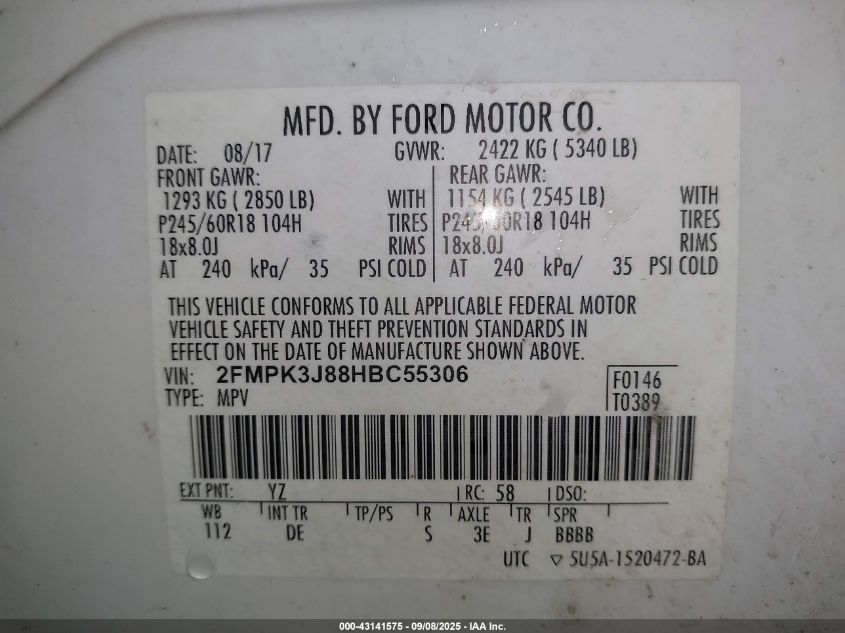 MFD. BY FORD MOTOR CO.
DATE: 08/17 GVWR: 2422 KG ( 5340 LB)
FRONT GAWR: REAR GAWR:
1293 KG ( 2850 LB) WITH 1154 KG ( 2545 LB) WITH
P245/60R18 104H TIRES P245/60R18 104H TIRES
18x8.0J RIMS 18x8.0J RIMS
AT 240 kPa/ 35 PSI COLD AT 240 kPa/ 35 PSI COLD
THIS VEHICLE CONFORMS TO ALL APPLICABLE FEDERAL MOTOR
VEHICLE SAFETY AND THEFT PREVENTION STANDARDS IN
EFFECT ON THE DATE OF MANUFACTURE SHOWN ABOVE.
VIN: 2FMPK3J88HBC55306 F0146
TYPE: MPV T0389
EXT PNT: YZ RC: 58 DSO:
WB INT TR TP/PS R AXLE TR SPR
112 DE S 3E J BBBB
UTC ▽ 5U5A-1520472-BA
000-43141575 - 09/08/2025 - IAA Inc.